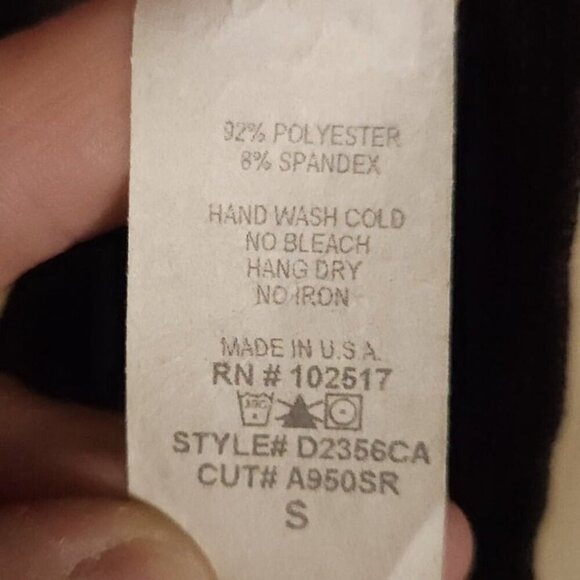 92% POLYESTER
8% SPANDEX
HAND WASH COLD
NO BLEACH
HANG DRY
NO IRON
MADE IN U.S.A.
RN # 102517
STYLE# D2356CA
CUT# A950SR
S